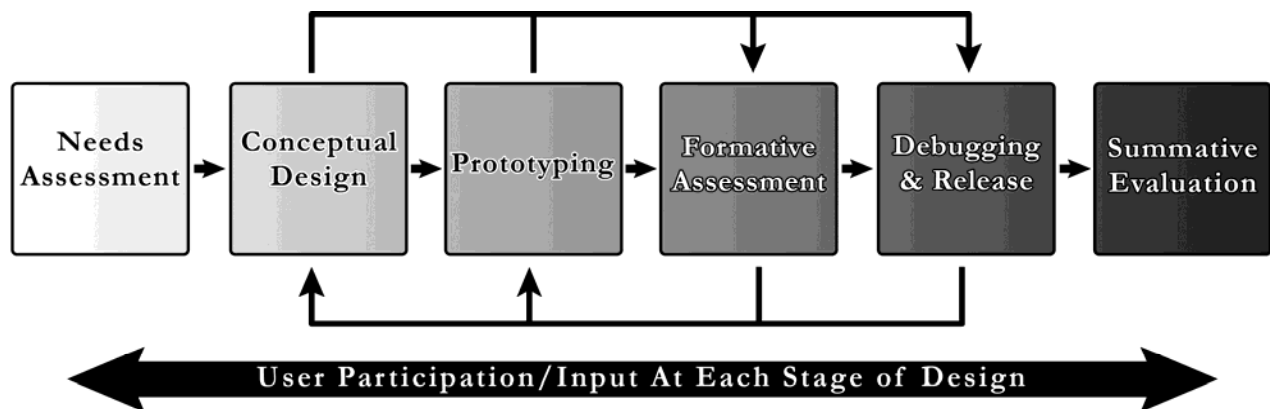 Needs
Assessment
Conceptual
Design
Prototyping
Formative
Assessment
Debugging
& Release
Summative
Evaluation
User Participation/Input At Each Stage of Design